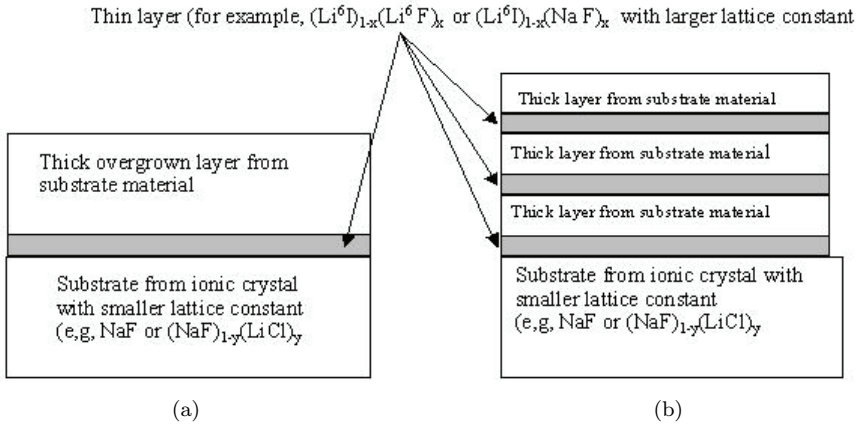 Thin layer (for example, (Li⁶I)₁₋ₓ(Li⁶ F)ₓ or (Li⁶I)₁₋ₓ(Na F)ₓ with larger lattice constant
Thick overgrown layer from
substrate material
Substrate from ionic crystal
with smaller lattice constant
(e,g, NaF or (NaF)₁₋y(LiCl)y
(a)
Thick layer from substrate material
Thick layer from substrate material
Thick layer from substrate material
Substrate from ionic crystal with
smaller lattice constant
(e,g, NaF or (NaF)₁₋y(LiCl)y
(b)